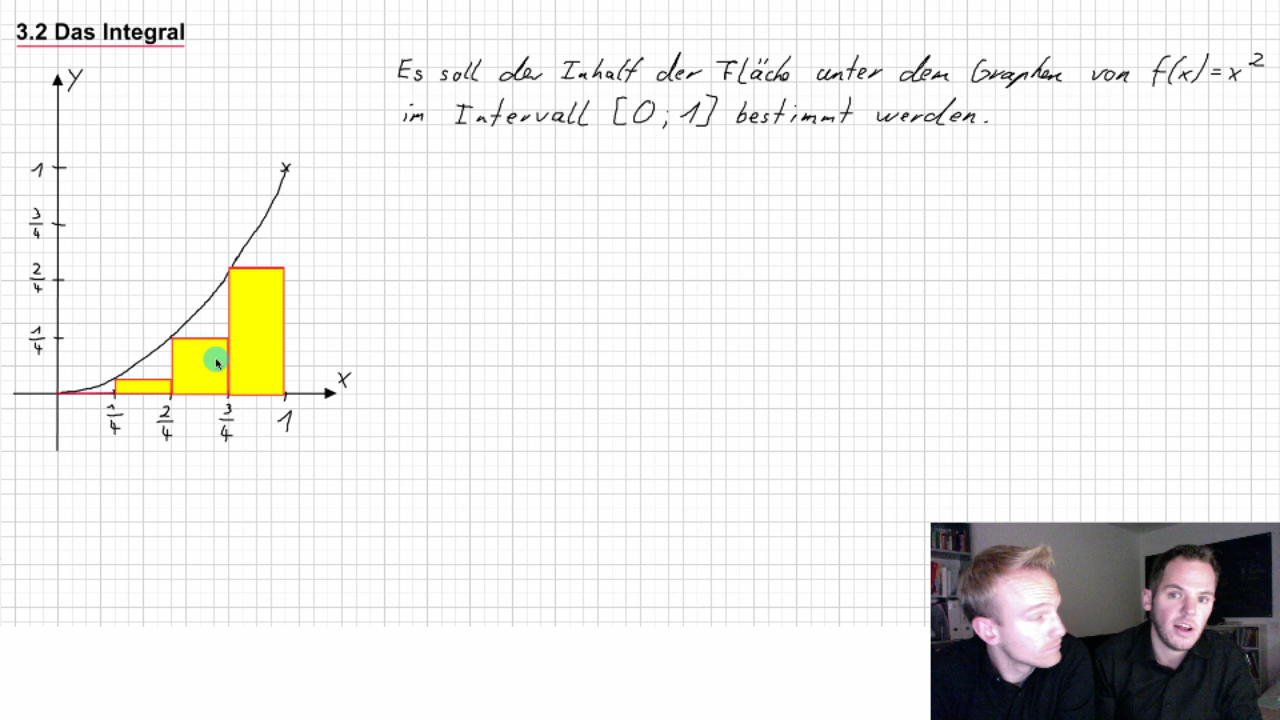 3.2 Das Integral
Es soll der Inhalt der Fläche unter dem Graphen von f(x)=x²
im Intervall [0;1] bestimmt werden.
y
1
3/4
2/4
1/4
x
1/4 2/4 3/4 1